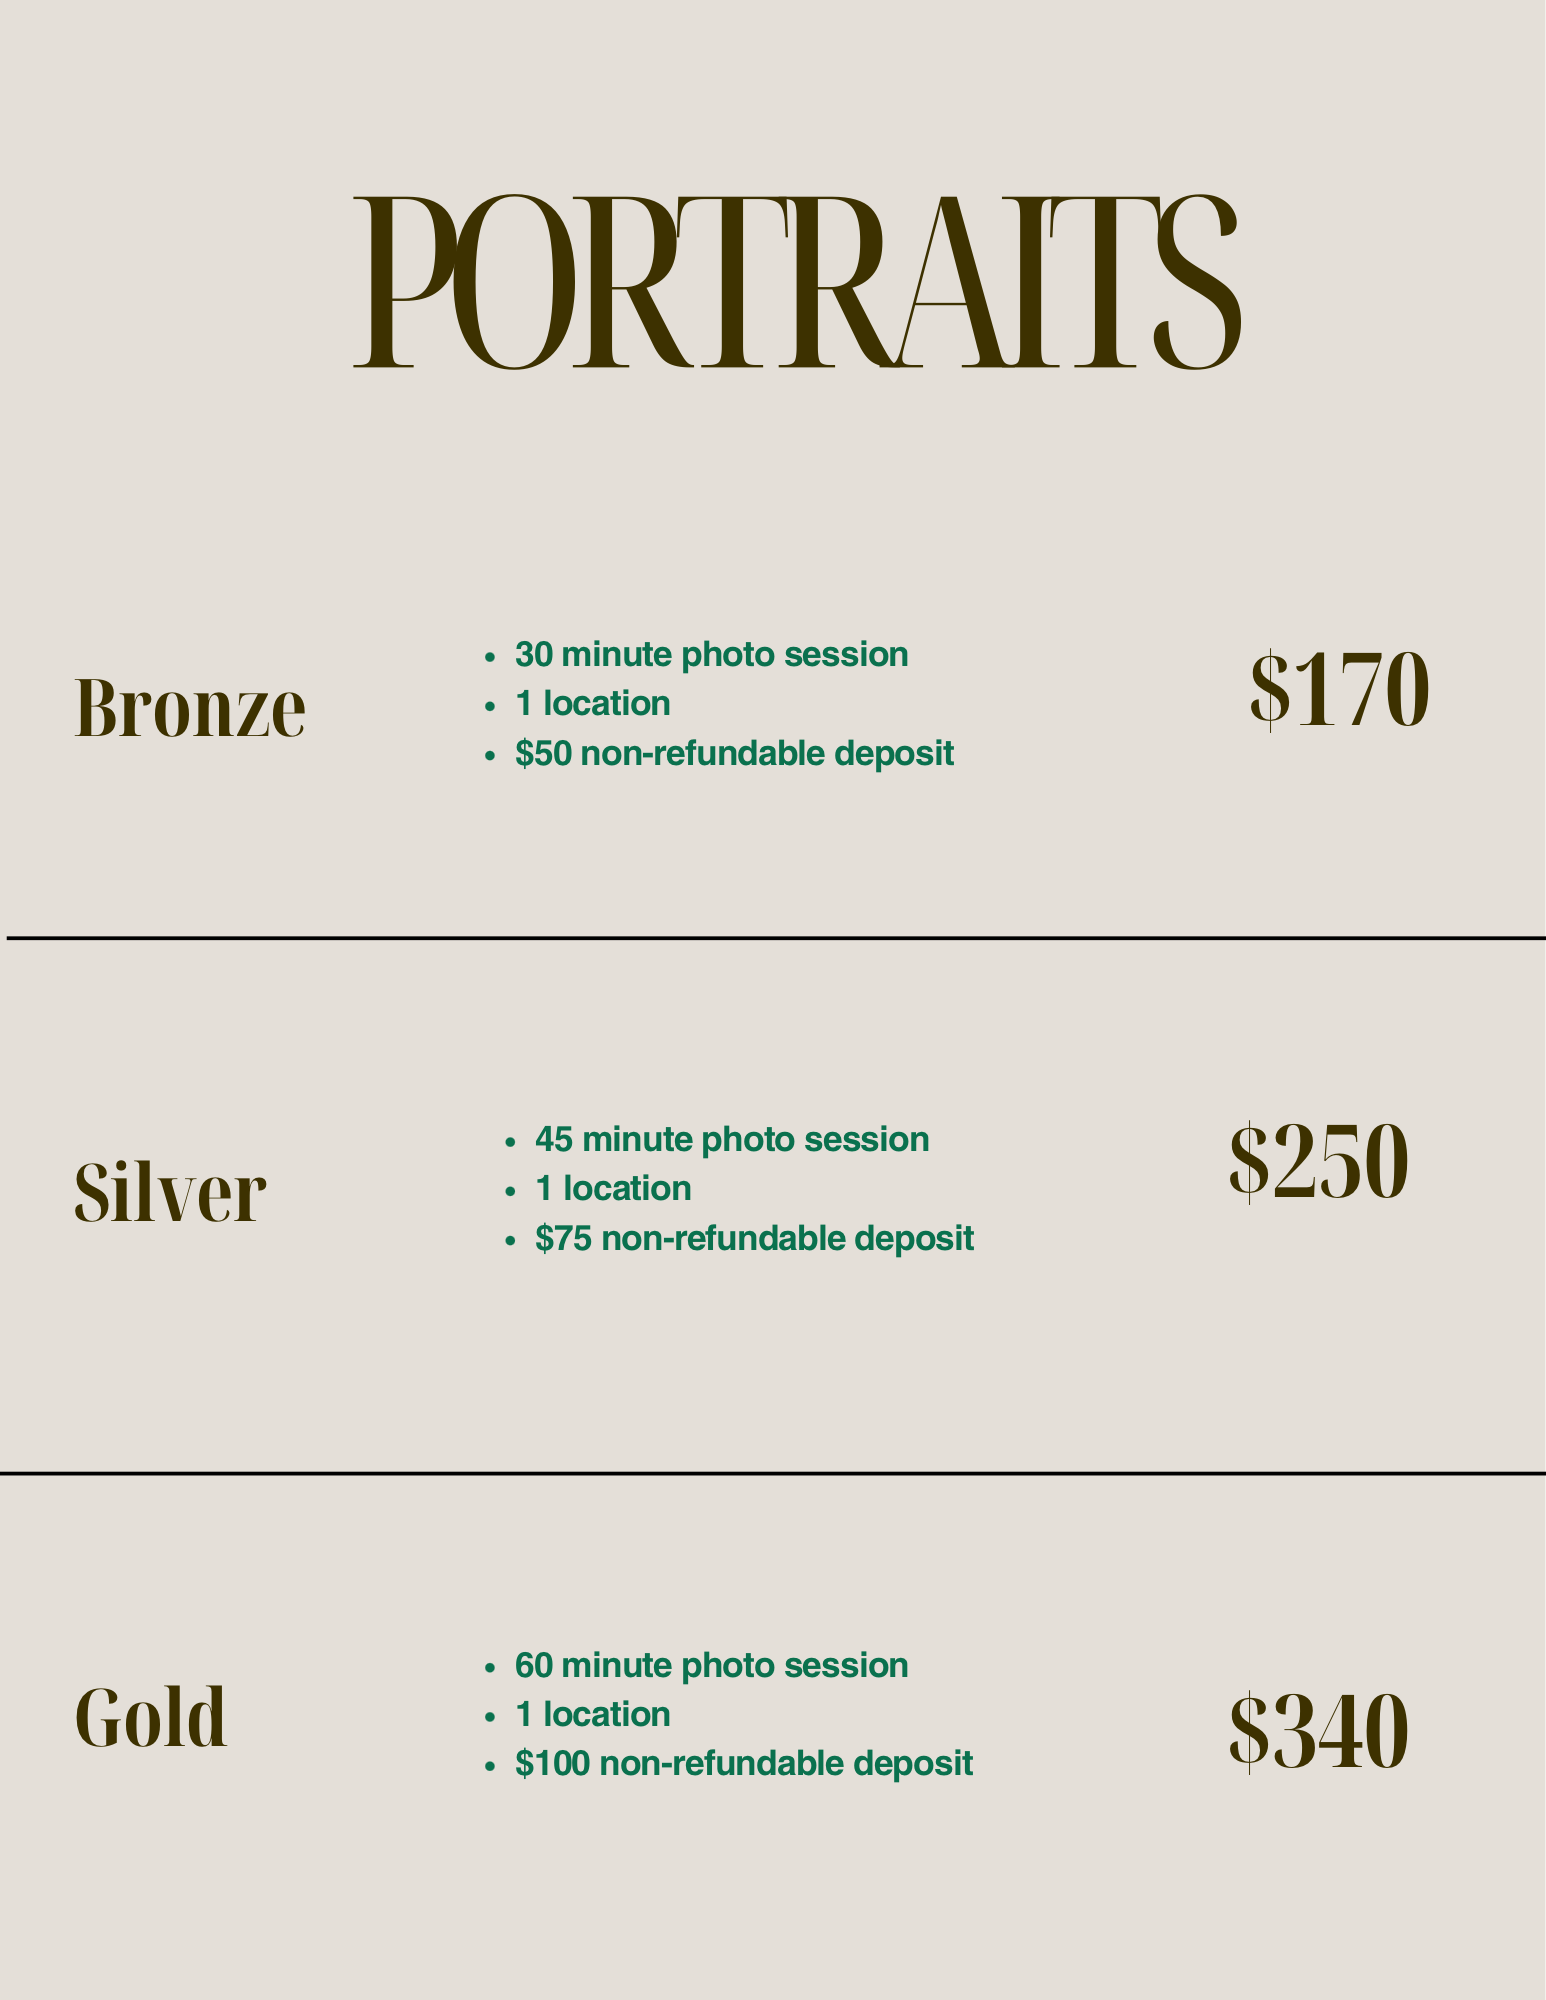 PORTRAITS
Bronze
• 30 minute photo session
• 1 location
• $50 non-refundable deposit
$170
Silver
• 45 minute photo session
• 1 location
• $75 non-refundable deposit
$250
Gold
• 60 minute photo session
• 1 location
• $100 non-refundable deposit
$340